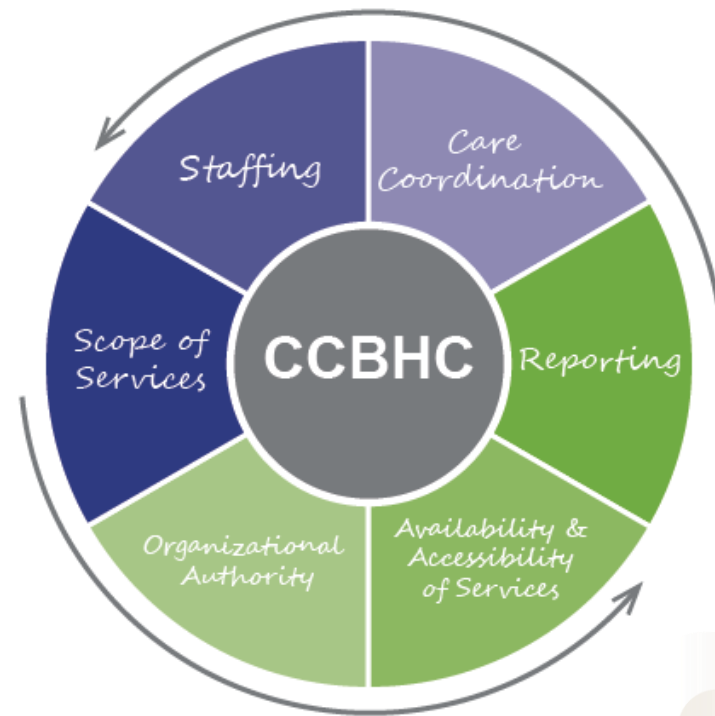 Staffing
Care
Coordination
Scope of
Services
CCBHC
Reporting
Organizational
Authority
Availability &
Accessibility
of Services